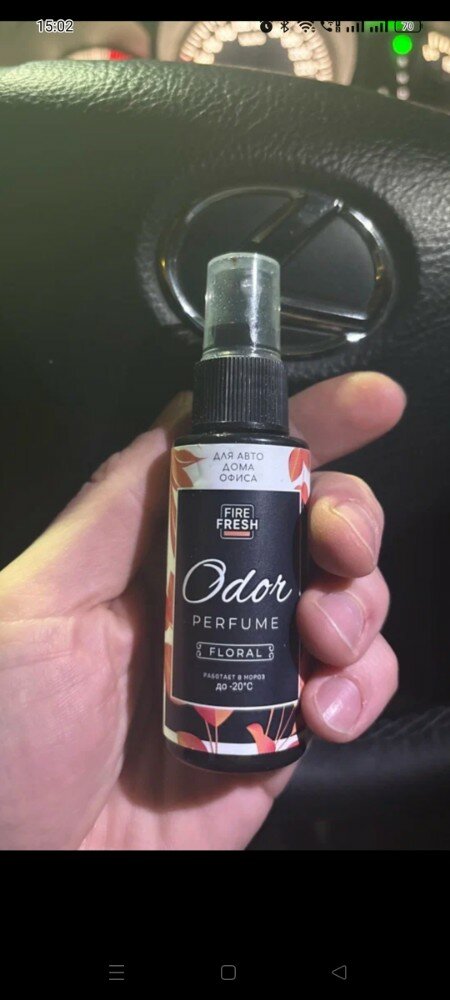 15:02
70
ДЛЯ АВТО
ДОМА
ОФИСА
FIRE
FRESH
Odor
PERFUME
FLORAL
РАБОТАЕТ В МОРОЗ
до -20°C